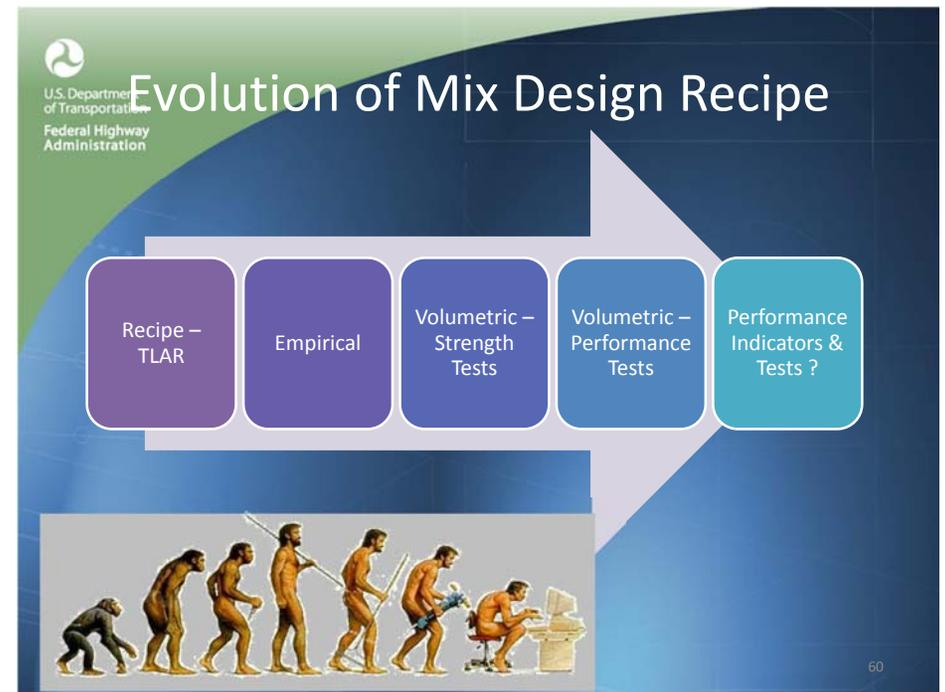 U.S. Department
of Transportation
Federal Highway
Administration
Evolution of Mix Design Recipe
Recipe –
TLAR
Empirical
Volumetric –
Strength
Tests
Volumetric –
Performance
Tests
Performance
Indicators &
Tests ?
60